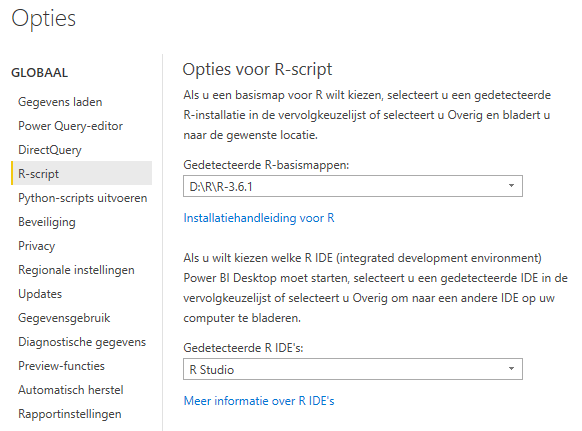 Opties
GLOBAAL
Gegevens laden
Power Query-editor
DirectQuery
R-script
Python-scripts uitvoeren
Beveiliging
Privacy
Regionale instellingen
Updates
Gegevensgebruik
Diagnostische gegevens
Preview-functies
Automatisch herstel
Rapportinstellingen
Opties voor R-script
Als u een basismap voor R wilt kiezen, selecteert u een gedetecteerde
R-installatie in de vervolgkeuzelijst of selecteert u Overig en bladert u
naar de gewenste locatie.
Gedetecteerde R-basismappen:
D:\R\R-3.6.1
Installatiehandleiding voor R
Als u wilt kiezen welke R IDE (integrated development environment)
Power BI Desktop moet starten, selecteert u een gedetecteerde IDE in de
vervolgkeuzelijst of selecteert u Overig om naar een andere IDE op uw
computer te bladeren.
Gedetecteerde R IDE's:
R Studio
Meer informatie over R IDE's